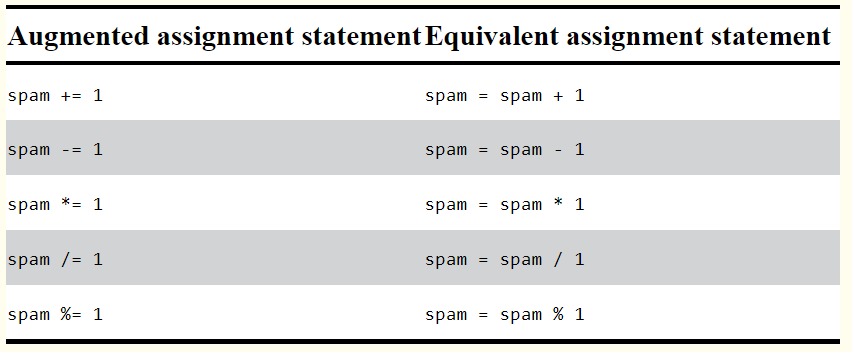 Augmented assignment statement Equivalent assignment statement
spam += 1 spam = spam + 1
spam -= 1 spam = spam - 1
spam *= 1 spam = spam * 1
spam /= 1 spam = spam / 1
spam %= 1 spam = spam % 1